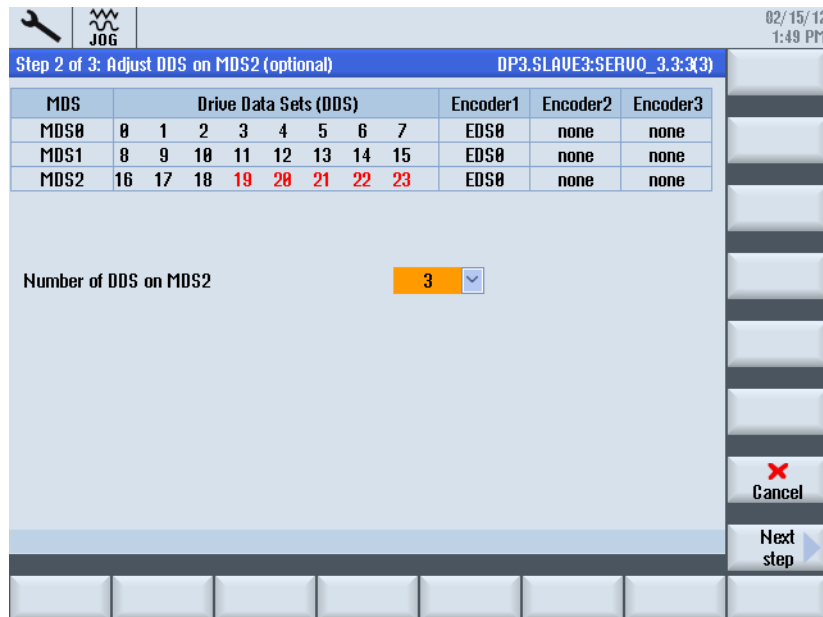 02/15/12
JOG
1:49 PM
Step 2 of 3: Adjust DDS on MDS2 (optional) DP3.SLAVE3:SERVO_3.3:3(3)
MDS Drive Data Sets (DDS) Encoder1 Encoder2 Encoder3
MDS0 0 1 2 3 4 5 6 7 EDS0 none none
MDS1 8 9 10 11 12 13 14 15 EDS0 none none
MDS2 16 17 18 19 20 21 22 23 EDS0 none none
Number of DDS on MDS2 3
Cancel
Next
step